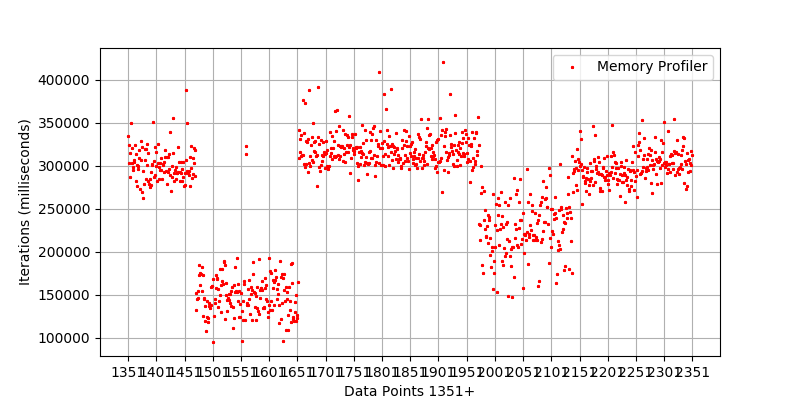 Memory Profiler
400000
350000
300000
250000
200000
150000
100000
Iterations (milliseconds)
1351 1401 1451 1501 1551 1601 1651 1701 1751 1801 1851 1901 1951 2001 2051 2101 2151 2201 2251 2301 2351
Data Points 1351+